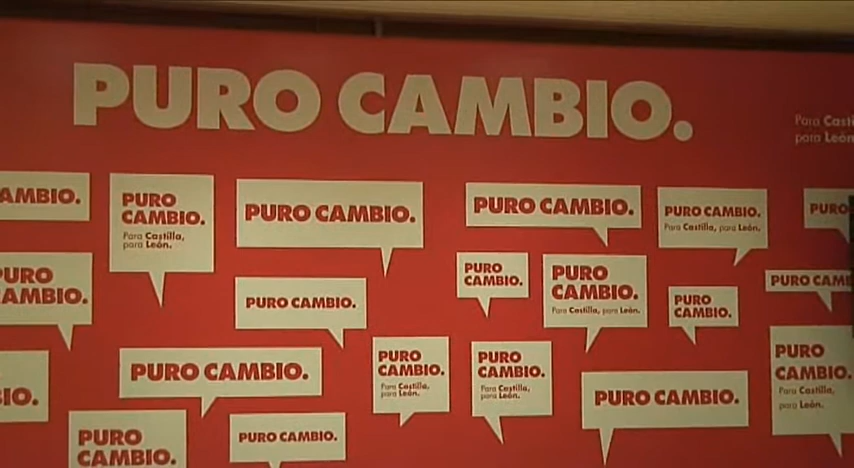 PURO CAMBIO.
Para Casti
para León
AMBIO.
PURO
CAMBIO.
Para Castilla,
para León.
PURO CAMBIO.
PURO CAMBIO.
PURO CAMBIO.
Para Castilla, para León.
PURO
URO
AMBIO.
PURO CAMBIO.
PURO
CAMBIO.
PURO
CAMBIO.
Para Castilla, para León.
PURO
CAMBIO.
PURO CAMB
IO.
PURO CAMBIO.
PURO
CAMBIO.
Para Castilla,
para León.
PURO
CAMBIO.
Para Castilla,
para León.
PURO CAMBIO.
PURO
CAMBIO.
Para Castilla,
para León.
PURO
CAMBIO.
PURO CAMBIO.